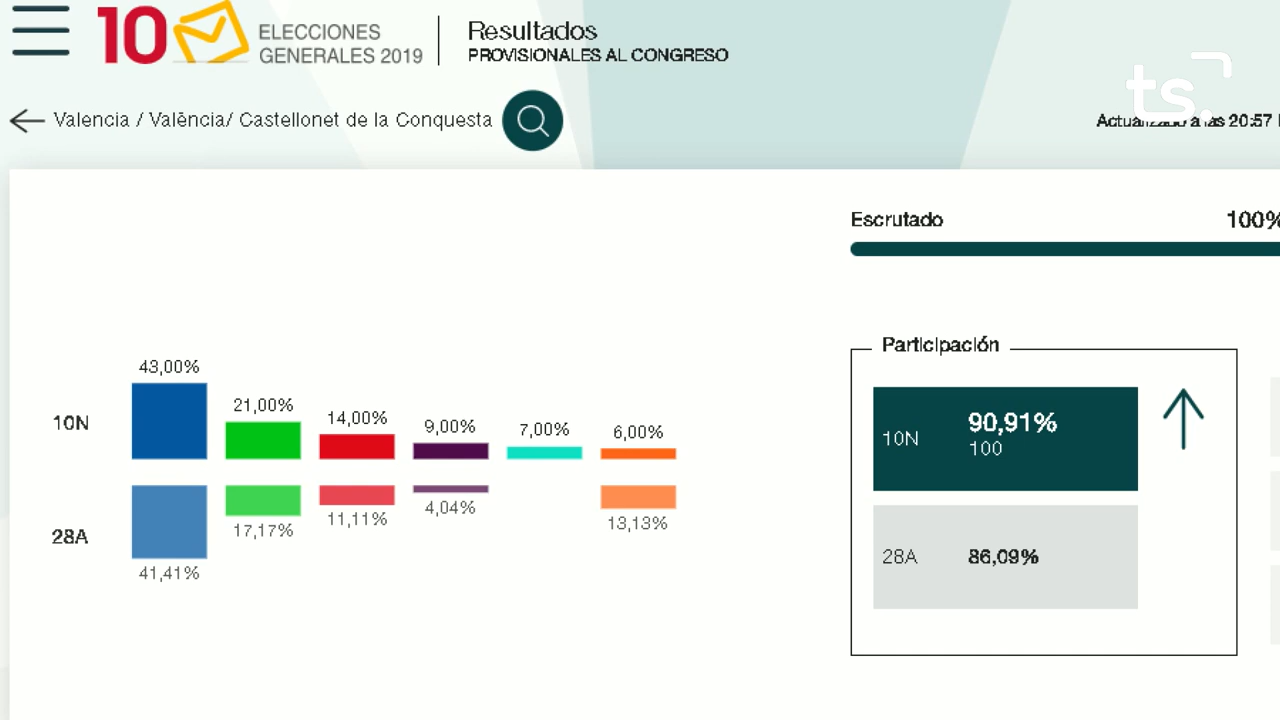 10 ELECCIONES
GENERALES 2019
Resultados
PROVISIONALES AL CONGRESO
ts.
Valencia / València/ Castellonet de la Conquesta
Actualizado a las 20:57
Escrutado 100%
43,00%
21,00%
14,00%
9,00%
7,00%
6,00%
10N
28A
41,41%
17,17%
11,11%
4,04%
13,13%
Participación
10N 90,91%
100
28A 86,09%